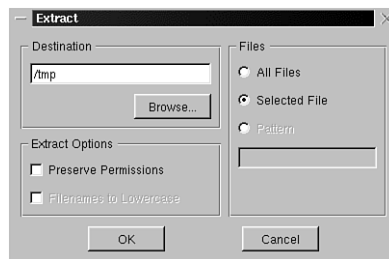 Extract
Destination
/tmp
Browse...
Extract Options
Preserve Permissions
Filenames to Lowercase
Files
All Files
Selected File
Pattern
OK
Cancel